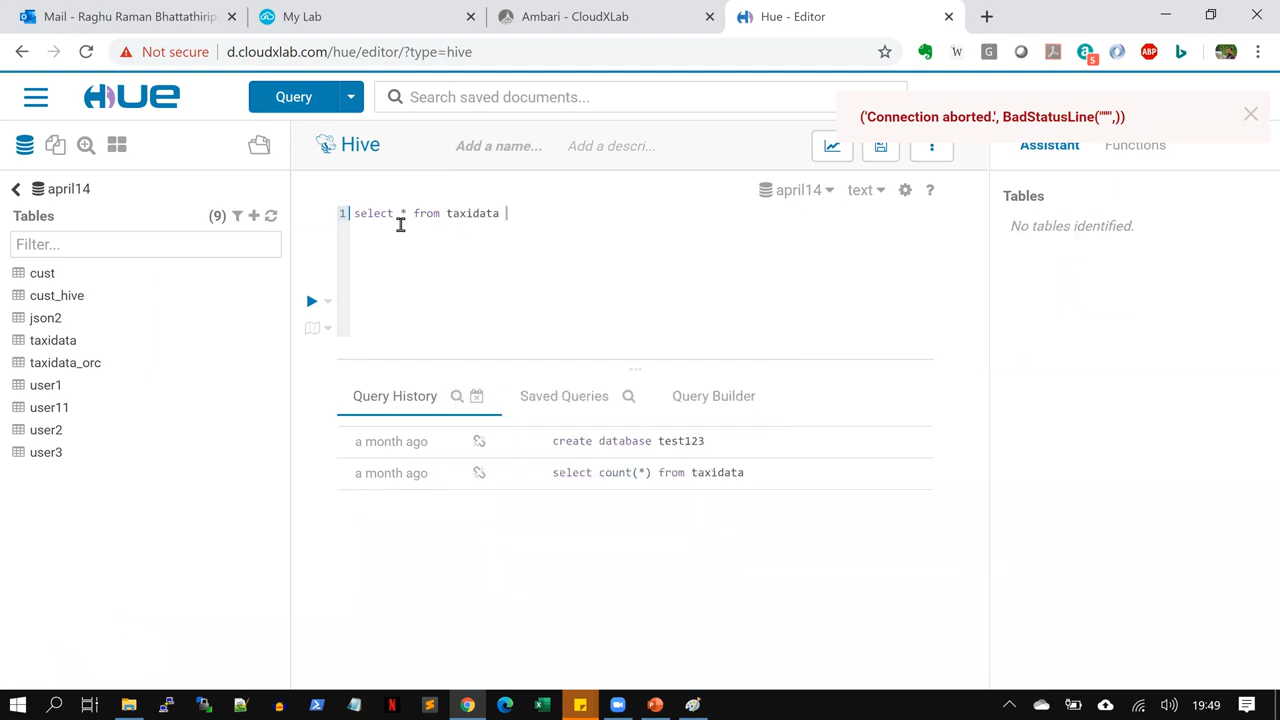 Mail - Raghu Raman Bhattathirip
My Lab
Ambari - CloudXLab
Hue - Editor
Not secure
d.cloudxlab.com/hue/editor/?type=hive
W
G
5
ABP
HUE
Query
Search saved documents...
('Connection aborted.', BadStatusLine("''",))
Hive
Add a name...
Add a descri...
Assistant
Functions
april14
Tables
(9)
Filter...
cust
cust_hive
json2
taxidata
taxidata_orc
user1
user11
user2
user3
april14
text
?
1
select * from taxidata
Query History
Saved Queries
Query Builder
a month ago
create database test123
a month ago
select count(*) from taxidata
Tables
No tables identified.
19:49